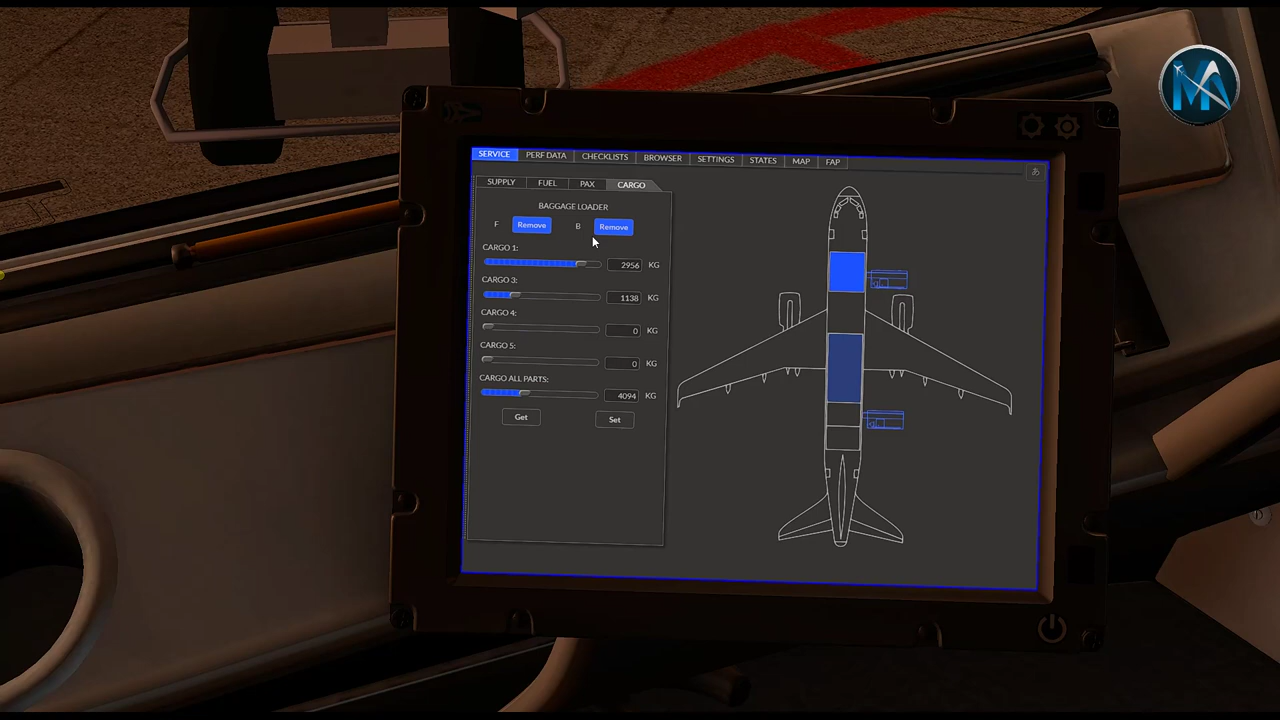 SERVICE PERF DATA CHECKLISTS BROWSER SETTINGS STATES MAP FAP
あ
SUPPLY FUEL PAX CARGO
BAGGAGE LOADER
F Remove B Remove
CARGO 1:
2956 KG
CARGO 3:
1138 KG
CARGO 4:
0 KG
CARGO 5:
0 KG
CARGO ALL PARTS:
4094 KG
Get Set